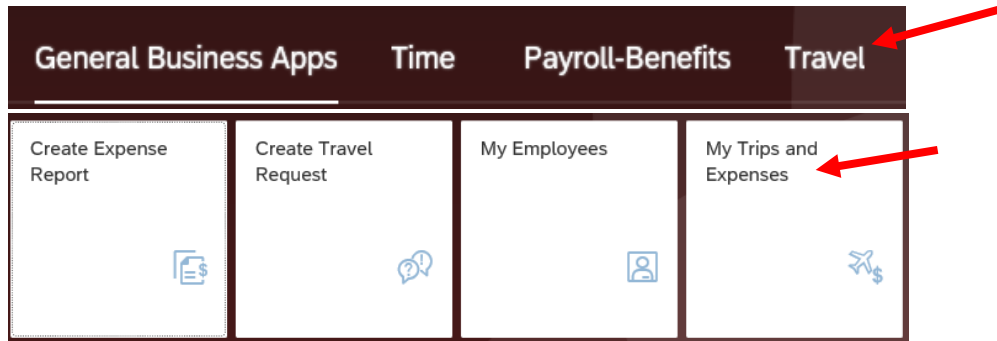 General Business Apps Time Payroll-Benefits Travel
Create Expense
Report
Create Travel
Request
My Employees
My Trips and
Expenses
$
?!
$